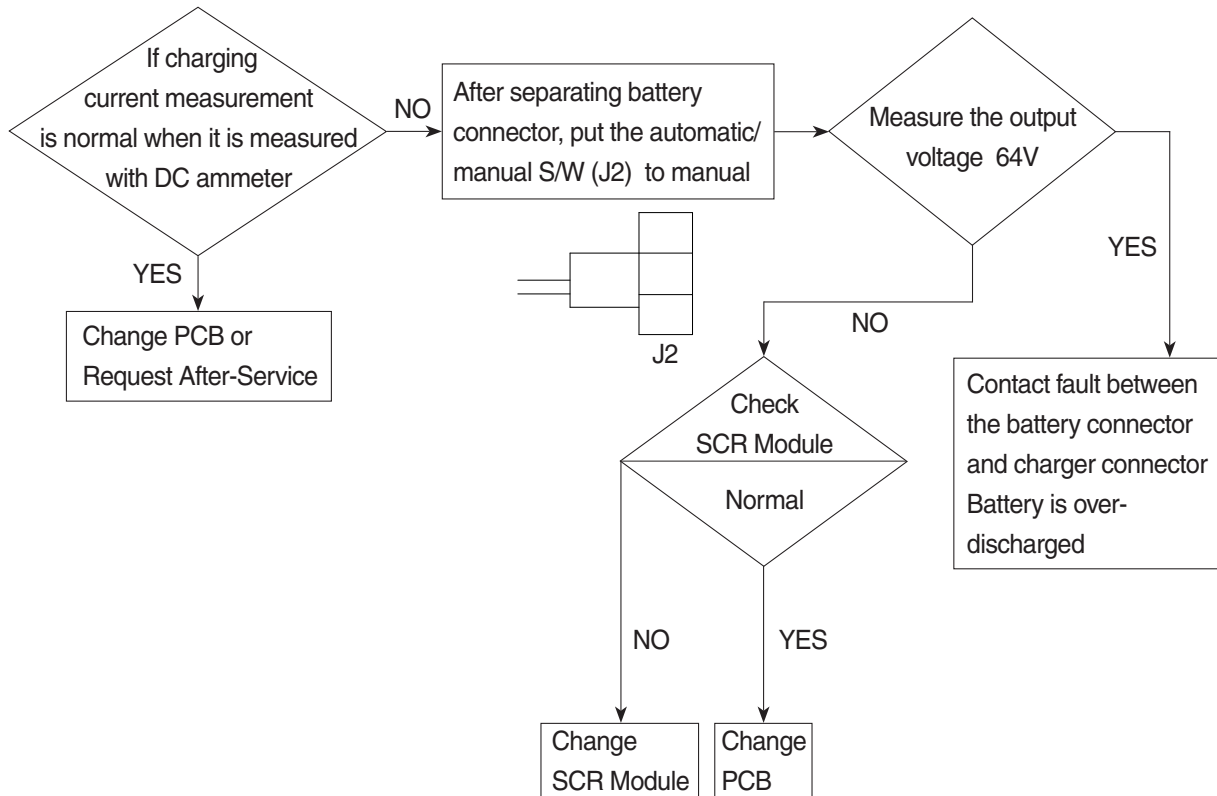 If charging
current measurement
is normal when it is measured
with DC ammeter
NO
After separating battery
connector, put the automatic/
manual S/W (J2) to manual
Measure the output
voltage 64V
YES
Change PCB or
Request After-Service
J2
NO
YES
Check
SCR Module
Normal
Contact fault between
the battery connector
and charger connector
Battery is over-
discharged
NO
YES
Change
SCR Module
Change
PCB